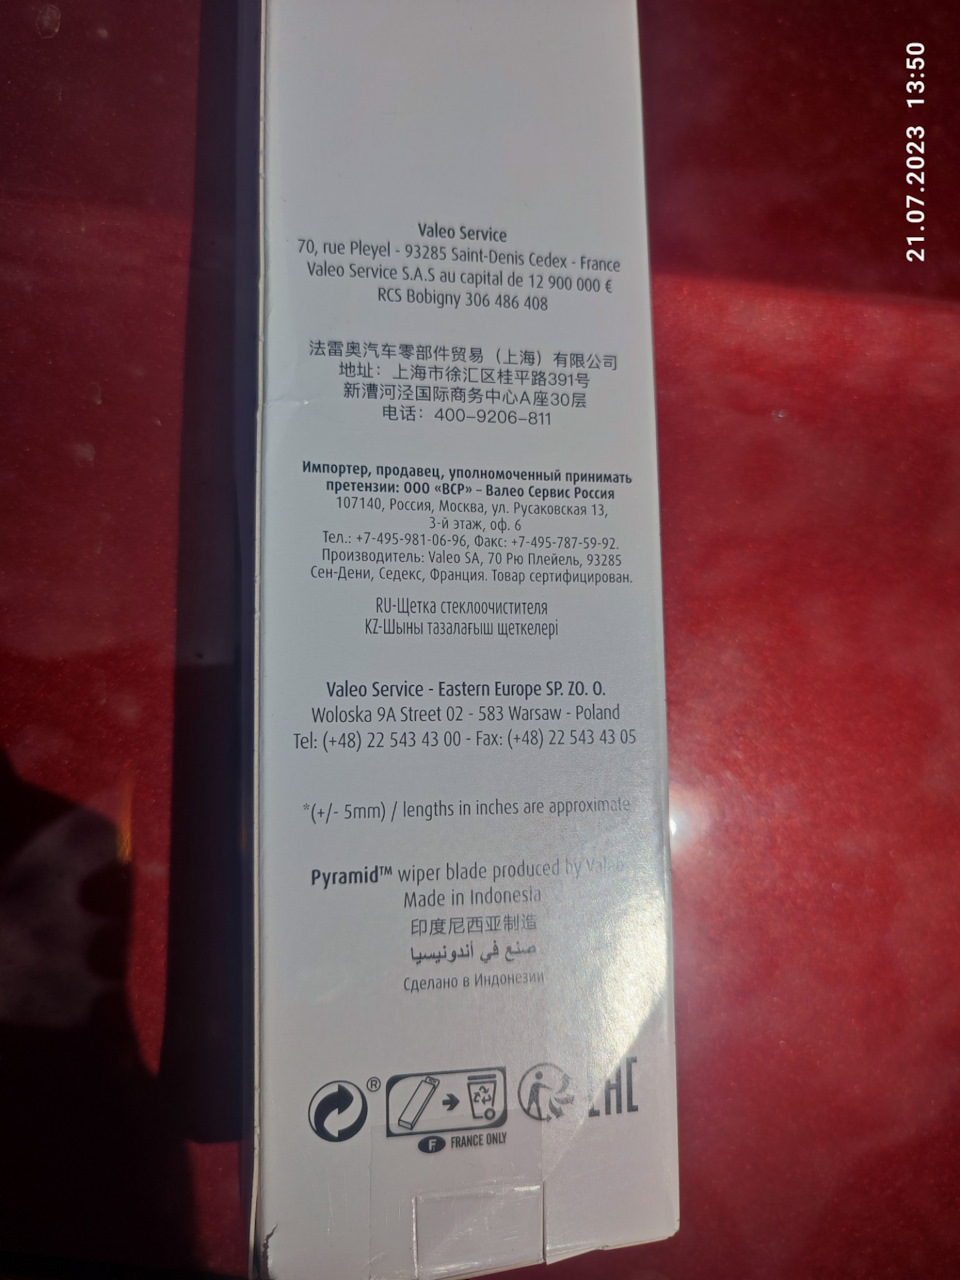 21.07.2023 13:50
Valeo Service
70, rue Pleyel - 93285 Saint-Denis Cedex - France
Valeo Service S.A.S au capital de 12 900 000 €
RCS Bobigny 306 486 408
法雷奥汽车零部件贸易（上海）有限公司
地址：上海市徐汇区桂平路391号
新漕河泾国际商务中心A座30层
电话：400-9206-811
Импортер, продавец, уполномоченный принимать
претензии: ООО «ВСР» – Валео Сервис Россия
107140, Россия, Москва, ул. Русаковская 13,
3-й этаж, оф. 6
Тел.: +7-495-981-06-96, Факс: +7-495-787-59-92.
Производитель: Valeo SA, 70 Рю Плейель, 93285
Сен-Дени, Седекс, Франция. Товар сертифицирован.
RU-Щетка стеклоочистителя
KZ-Шыны тазалағыш щеткелері
Valeo Service - Eastern Europe SP. ZO. O.
Woloska 9A Street 02 - 583 Warsaw - Poland
Tel: (+48) 22 543 43 00 - Fax: (+48) 22 543 43 05
*(+/- 5mm) / lengths in inches are approximate
Pyramid™ wiper blade produced by
Made in Indonesia
印度尼西亚制造
صنع في أندونيسيا
Сделано в Индонезии
®
F FRANCE ONLY
EAC